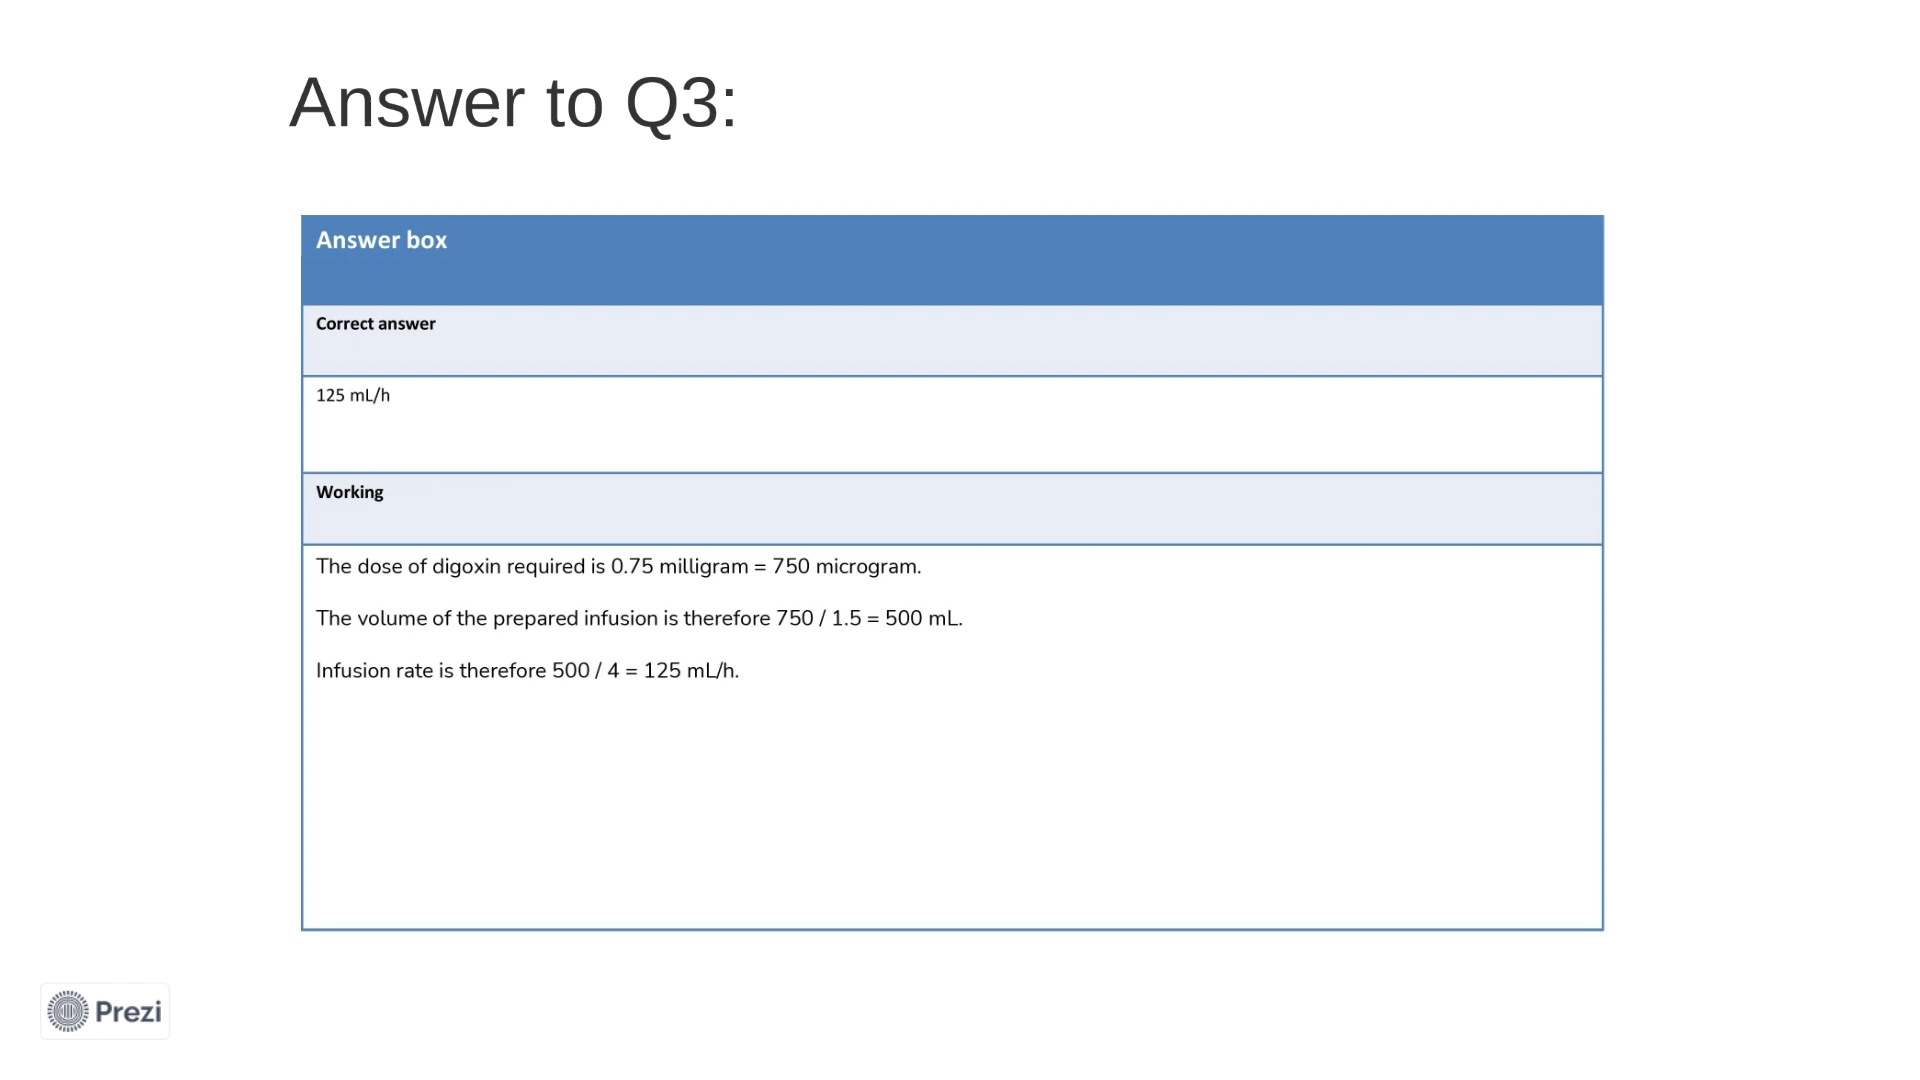 Answer to Q3:
Answer box
Correct answer
125 mL/h
Working
The dose of digoxin required is 0.75 milligram = 750 microgram.
The volume of the prepared infusion is therefore 750 / 1.5 = 500 mL.
Infusion rate is therefore 500 / 4 = 125 mL/h.
Prezi